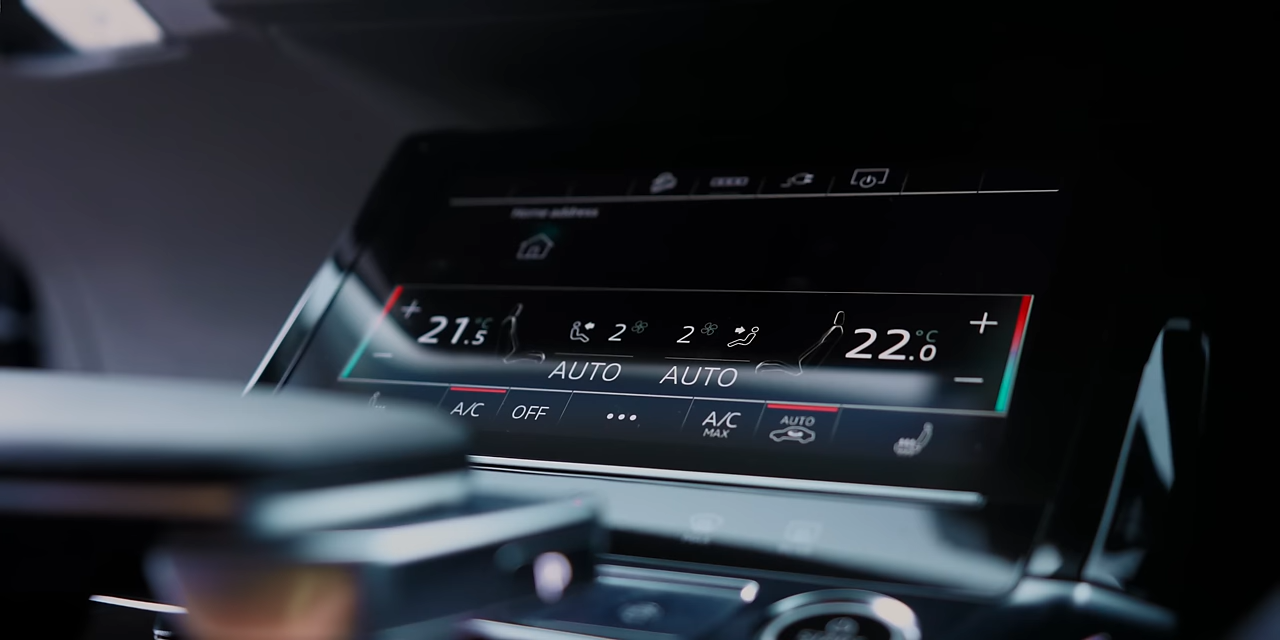 Home address
21.5 °C 2 2 22.0 °C
AUTO AUTO
A/C OFF ••• A/C MAX AUTO